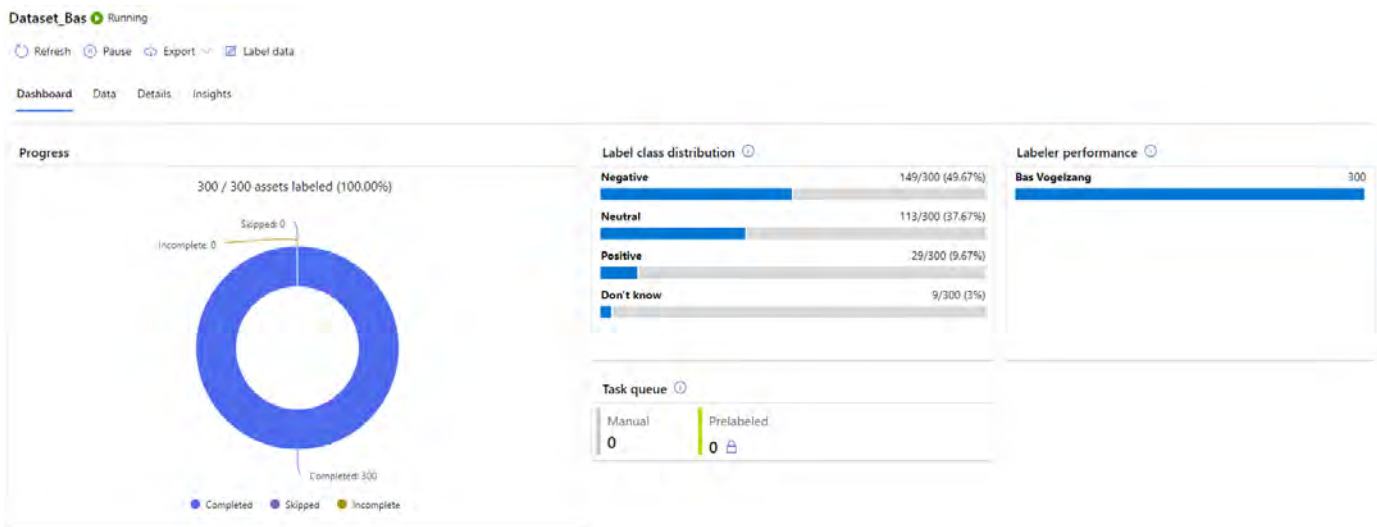 Dataset_Bas Running
Refresh Pause Export Label data
Dashboard Data Details Insights
Progress
300 / 300 assets labeled (100.00%)
Skipped: 0
Incomplete: 0
Completed: 300
Completed Skipped Incomplete
Label class distribution
Negative 149/300 (49.67%)
Neutral 113/300 (37.67%)
Positive 29/300 (9.67%)
Don't know 9/300 (3%)
Task queue
Manual Prelabeled
0 0
Labeler performance
Bas Vogelzang 300